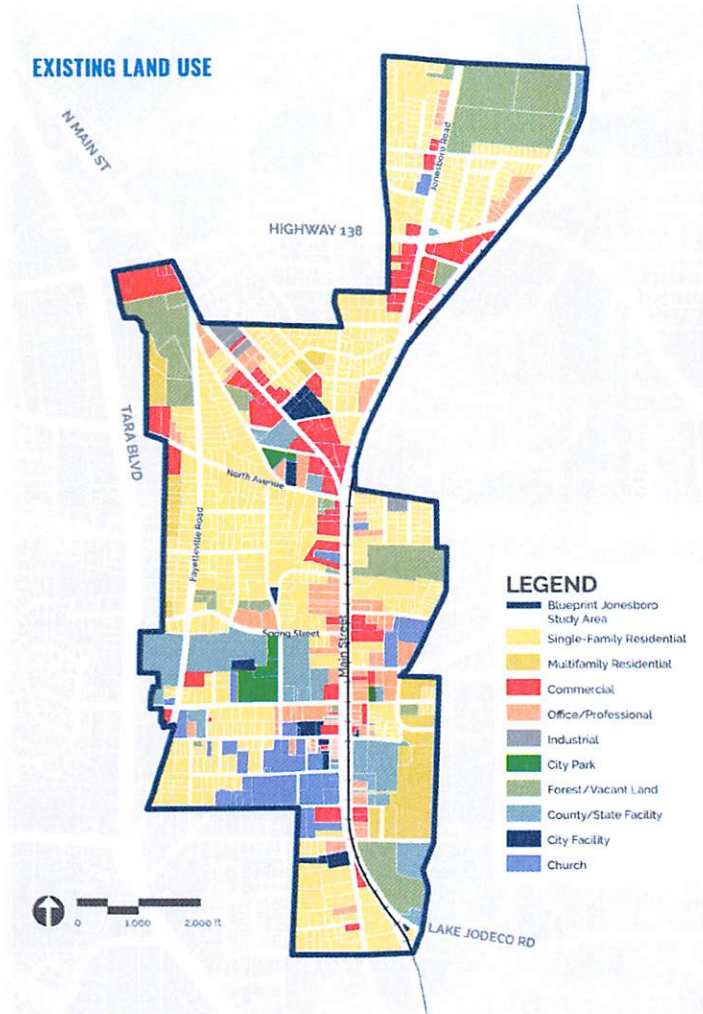 EXISTING LAND USE
N MAIN ST
Jonesboro Road
HIGHWAY 138
TARA BLVD
North Avenue
Fayetteville Road
Spring Street
Main Street
LEGEND
Blueprint Jonesboro
Study Area
Single-Family Residential
Multifamily Residential
Commercial
Office/Professional
Industrial
City Park
Forest/Vacant Land
County/State Facility
City Facility
Church
0 1,000 2,000 ft
LAKE JODECO RD